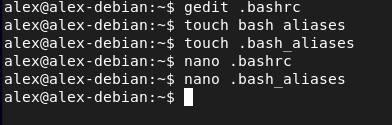 alex@alex-debian:~$ gedit .bashrc
alex@alex-debian:~$ touch bash aliases
alex@alex-debian:~$ touch .bash_aliases
alex@alex-debian:~$ nano .bashrc
alex@alex-debian:~$ nano .bash_aliases
alex@alex-debian:~$